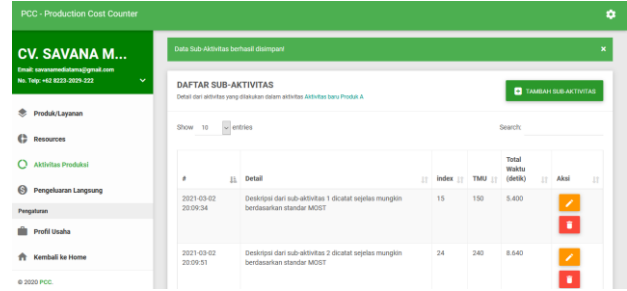 PCC - Production Cost Counter
CV. SAVANA M...
Email: savanamediatama@gmail.com
No. Telp: +62 8223-2029-222
Produk/Layanan
Resources
Aktivitas Produksi
Pengeluaran Langsung
Pengaturan
Profil Usaha
Kembali ke Home
© 2020 PCC.
Data Sub-Aktivitas berhasil disimpan! ×
DAFTAR SUB-AKTIVITAS
Detail dari aktivitas yang dilakukan dalam aktivitas Aktivitas baru Produk A
TAMBAH SUB-AKTIVITAS
Show 10 entries
Search:
# Detail index TMU Total Waktu (detik) Aksi
2021-03-02 20:09:34 Deskripsi dari sub-aktivitas 1 dicatat sejelas mungkin berdasarkan standar MOST 15 150 5.400
2021-03-02 20:09:51 Deskripsi dari sub-aktivitas 2 dicatat sejelas mungkin berdasarkan standar MOST 24 240 8.640